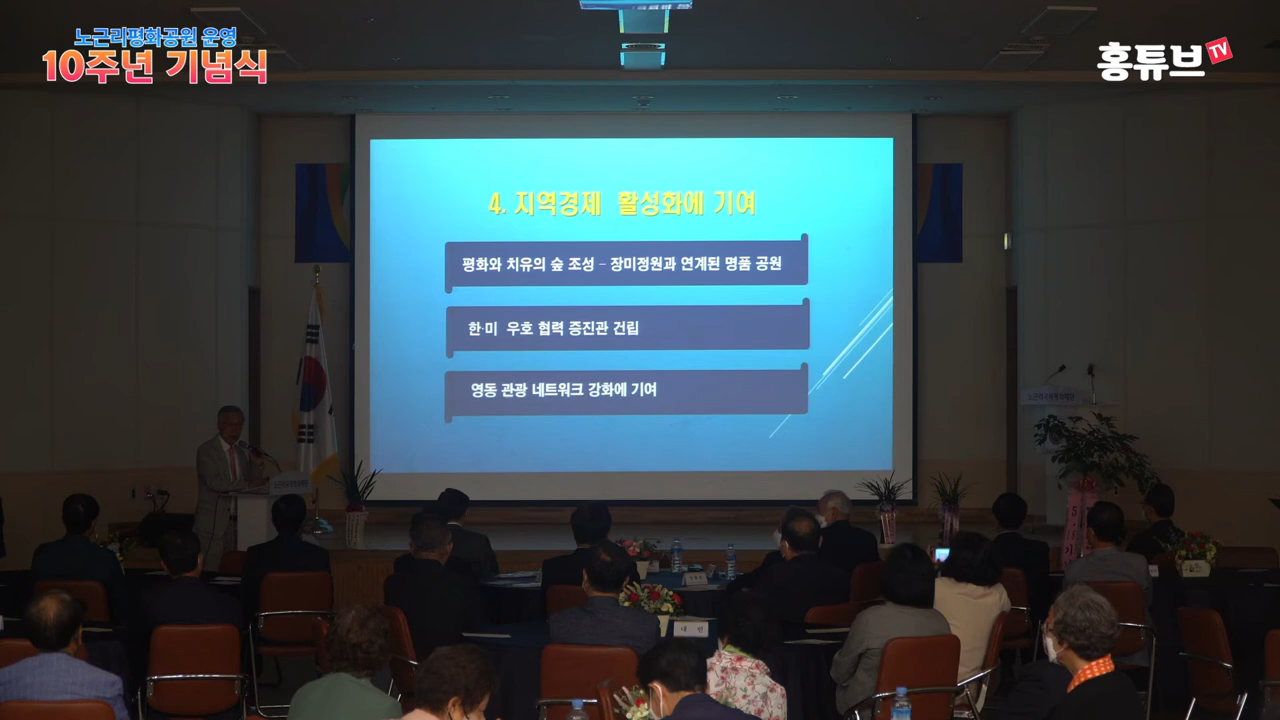 노근리평화공원 운영
10주년 기념식
홍튜브 TV
4. 지역경제 활성화에 기여
평화와 치유의 숲 조성 - 장미정원과 연계된 명품 공원
한·미 우호 협력 증진관 건립
영동 관광 네트워크 강화에 기여
내 빈